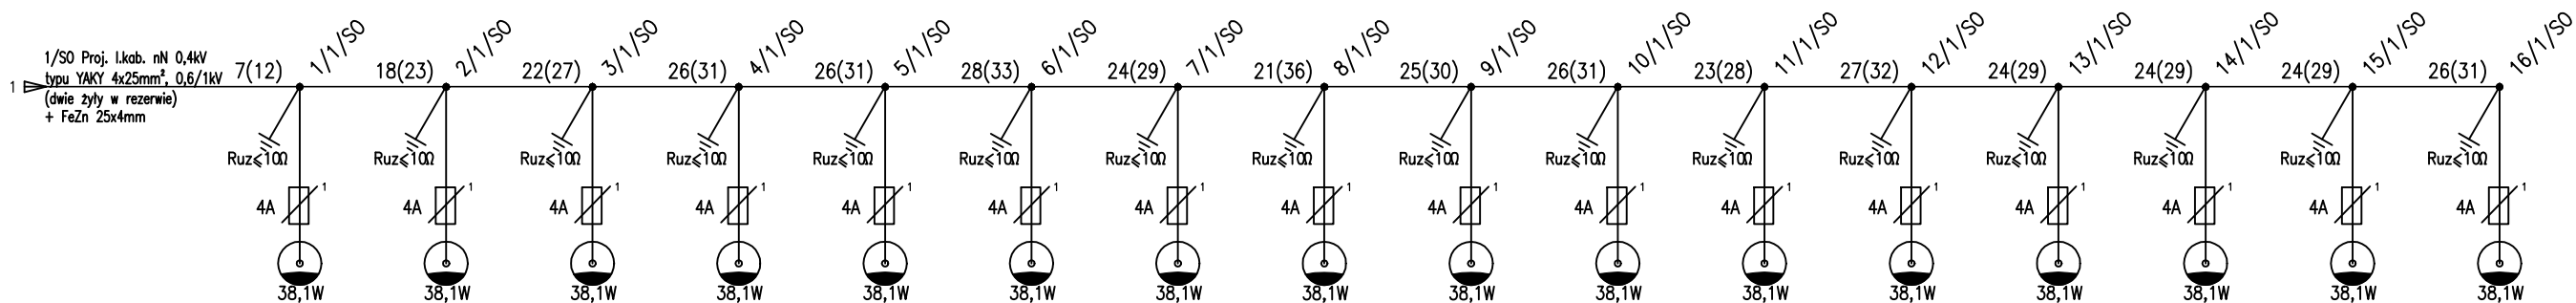 1/SO Proj. l.kab. nN 0,4kV
typu YAKY 4x25mm², 0,6/1kV
(dwie żyły w rezerwie)
+ FeZn 25x4mm
1
7(12) 1/1/SO 18(23) 2/1/SO 22(27) 3/1/SO 26(31) 4/1/SO 26(31) 5/1/SO 28(33) 6/1/SO 24(29) 7/1/SO 21(36) 8/1/SO 25(30) 9/1/SO 26(31) 10/1/SO 23(28) 11/1/SO 27(32) 12/1/SO 24(29) 13/1/SO 24(29) 14/1/SO 24(29) 15/1/SO 26(31) 16/1/SO
Ruz≤10Ω Ruz≤10Ω Ruz≤10Ω Ruz≤10Ω Ruz≤10Ω Ruz≤10Ω Ruz≤10Ω Ruz≤10Ω Ruz≤10Ω Ruz≤10Ω Ruz≤10Ω Ruz≤10Ω Ruz≤10Ω Ruz≤10Ω Ruz≤10Ω Ruz≤10Ω
4A 1 4A 1 4A 1 4A 1 4A 1 4A 1 4A 1 4A 1 4A 1 4A 1 4A 1 4A 1 4A 1 4A 1 4A 1 4A 1
38,1W 38,1W 38,1W 38,1W 38,1W 38,1W 38,1W 38,1W 38,1W 38,1W 38,1W 38,1W 38,1W 38,1W 38,1W 38,1W